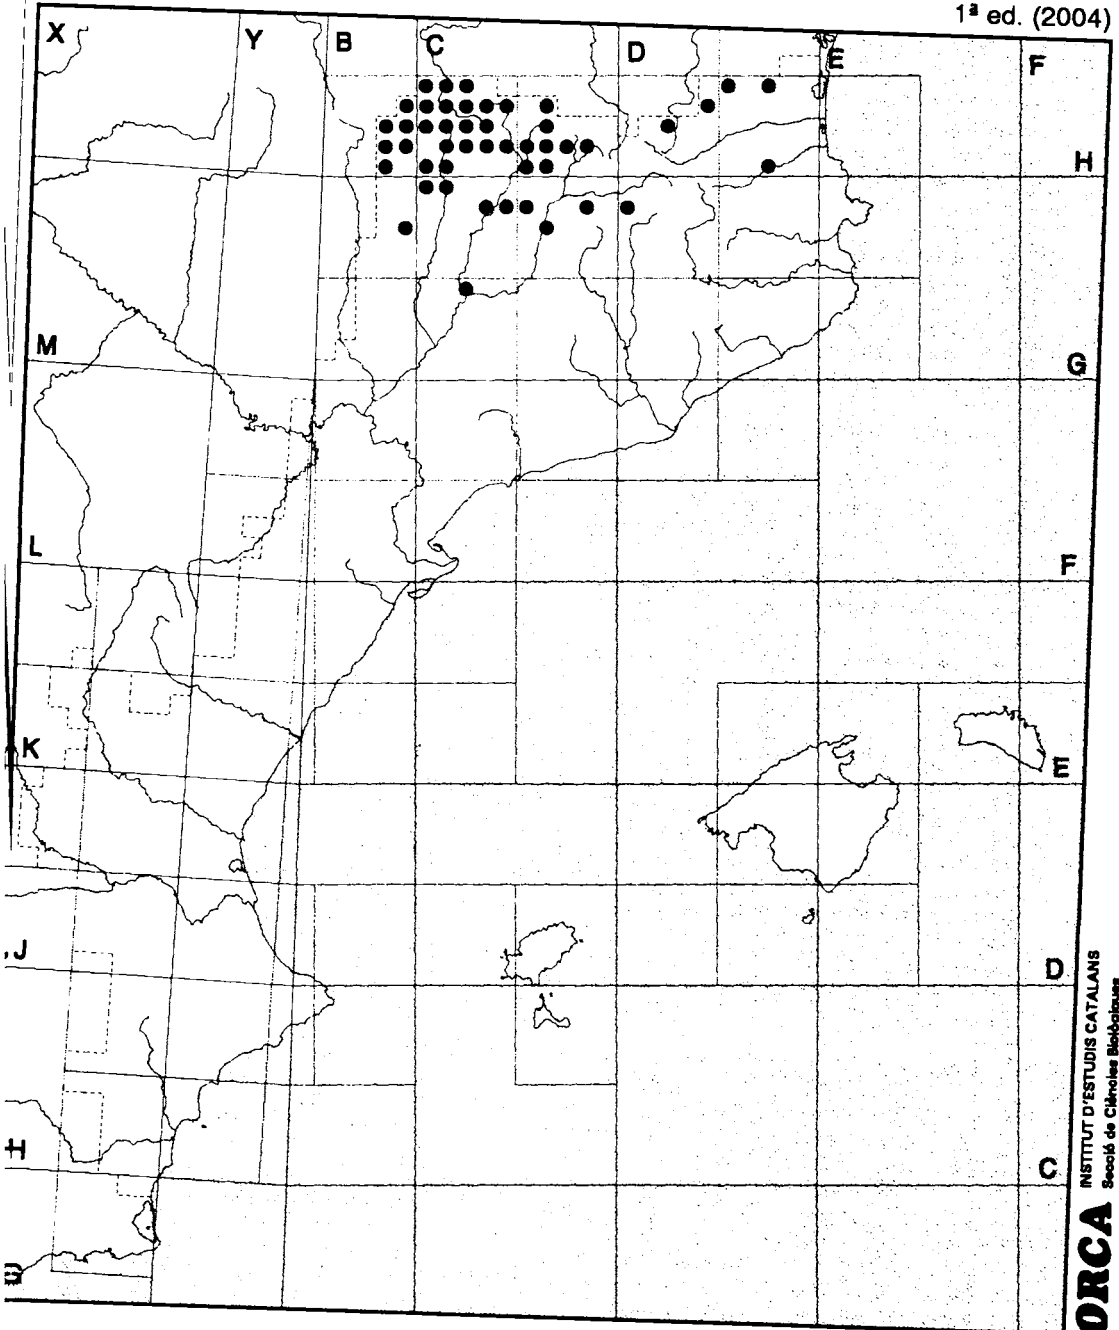 1ª ed. (2004)
X
Y
B
C
D
E
F
H
M
G
L
F
K
E
J
D
H
C
ORCA
INSTITUT D'ESTUDIS CATALANS
Secció de Ciències Biològiques